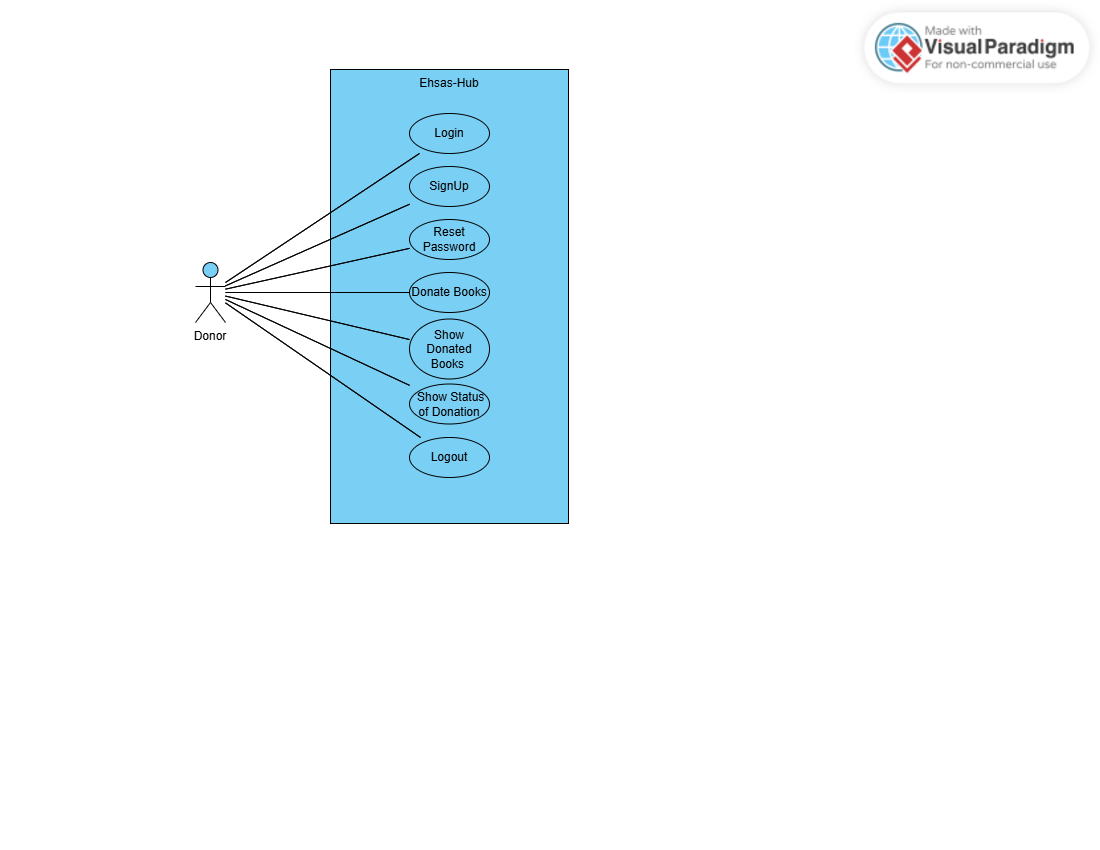 Made with
Visual Paradigm
For non-commercial use
Ehsas-Hub
Login
SignUp
Reset
Password
Donate Books
Show
Donated
Books
Show Status
of Donation
Logout
Donor